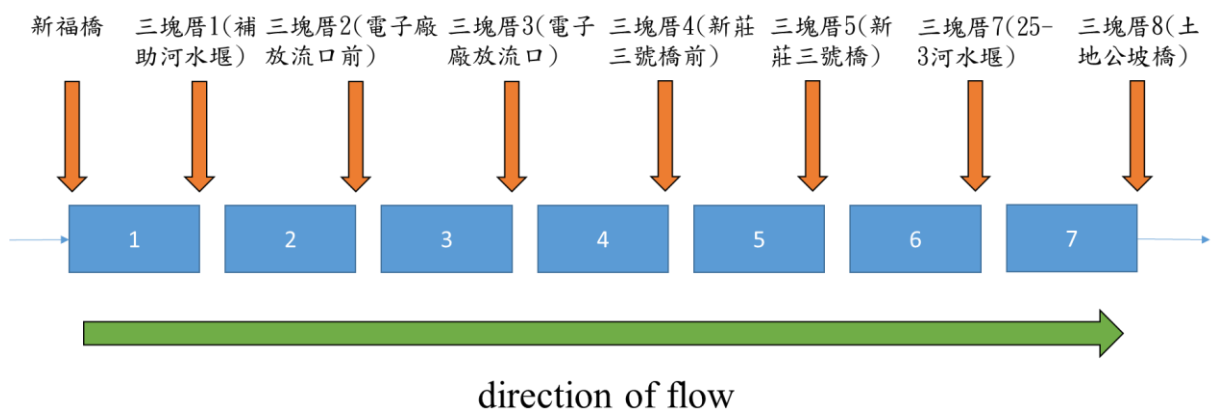 新福橋
三塊厝1(補
助河水堰)
三塊厝2(電子廠
放流口前)
三塊厝3(電子
廠放流口)
三塊厝4(新莊
三號橋前)
三塊厝5(新
莊三號橋)
三塊厝7(25-
3河水堰)
三塊厝8(土
地公坡橋)
1
2
3
4
5
6
7
direction of flow